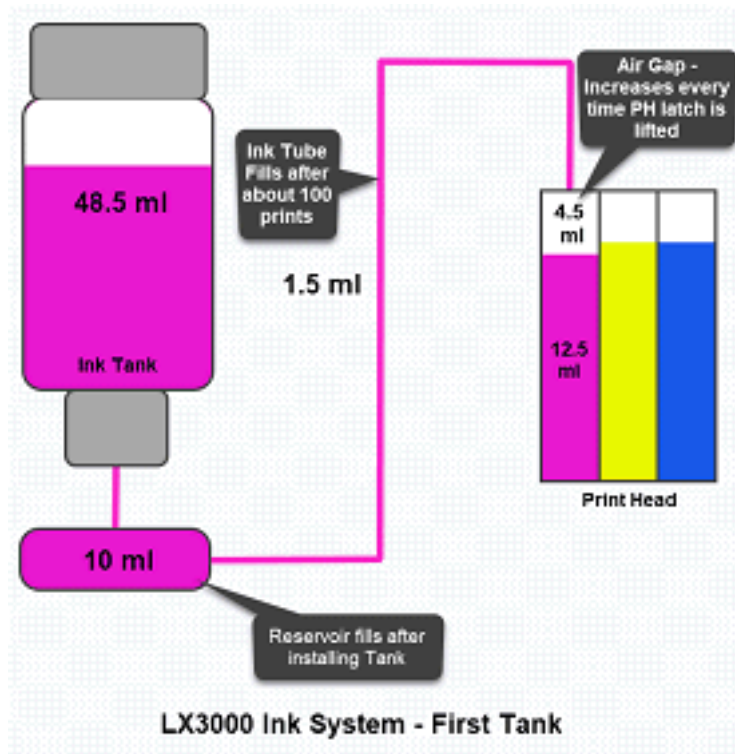 Air Gap -
Increases every
time PH latch is
lifted
Ink Tube
Fills after
about 100
prints
48.5 ml
4.5
ml
1.5 ml
Ink Tank
12.5
ml
Print Head
10 ml
Reservoir fills after
installing Tank
LX3000 Ink System - First Tank